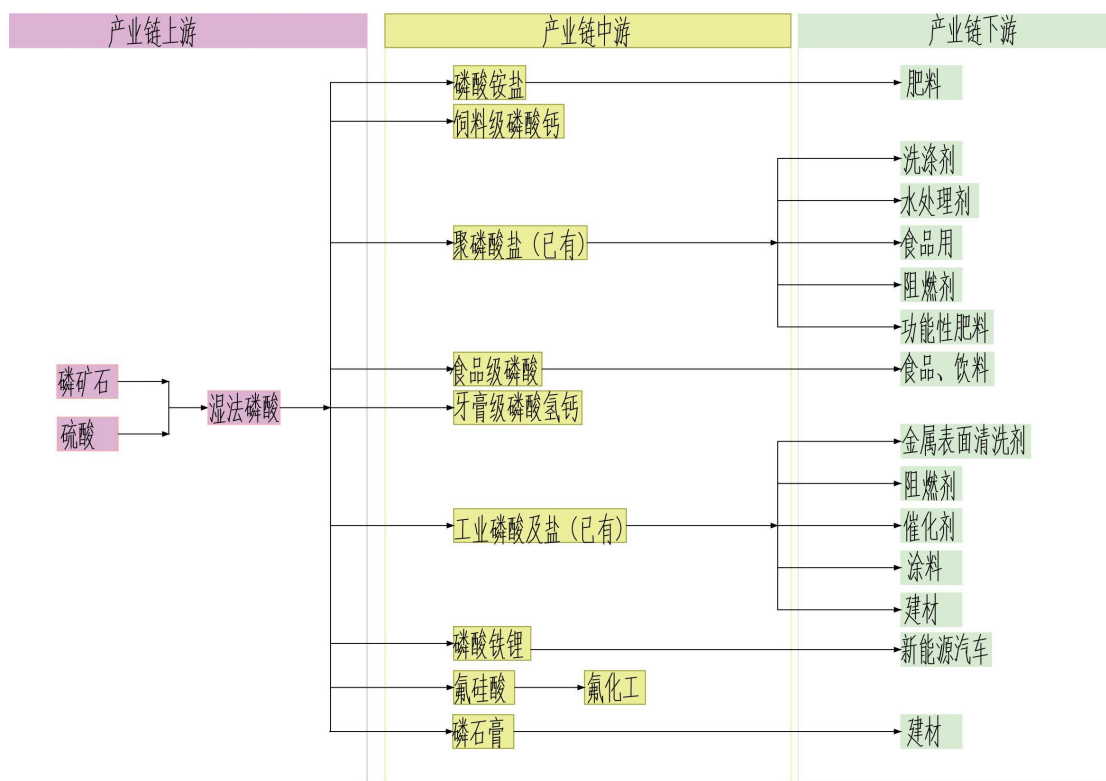 产业链上游
产业链中游
产业链下游
磷酸铵盐
肥料
饲料级磷酸钙
洗涤剂
水处理剂
聚磷酸盐（已有）
食品用
阻燃剂
功能性肥料
磷矿石
硫酸
湿法磷酸
食品级磷酸
食品、饮料
牙膏级磷酸氢钙
金属表面清洗剂
阻燃剂
工业磷酸及盐（已有）
催化剂
涂料
建材
磷酸铁锂
新能源汽车
氟硅酸
氟化工
磷石膏
建材